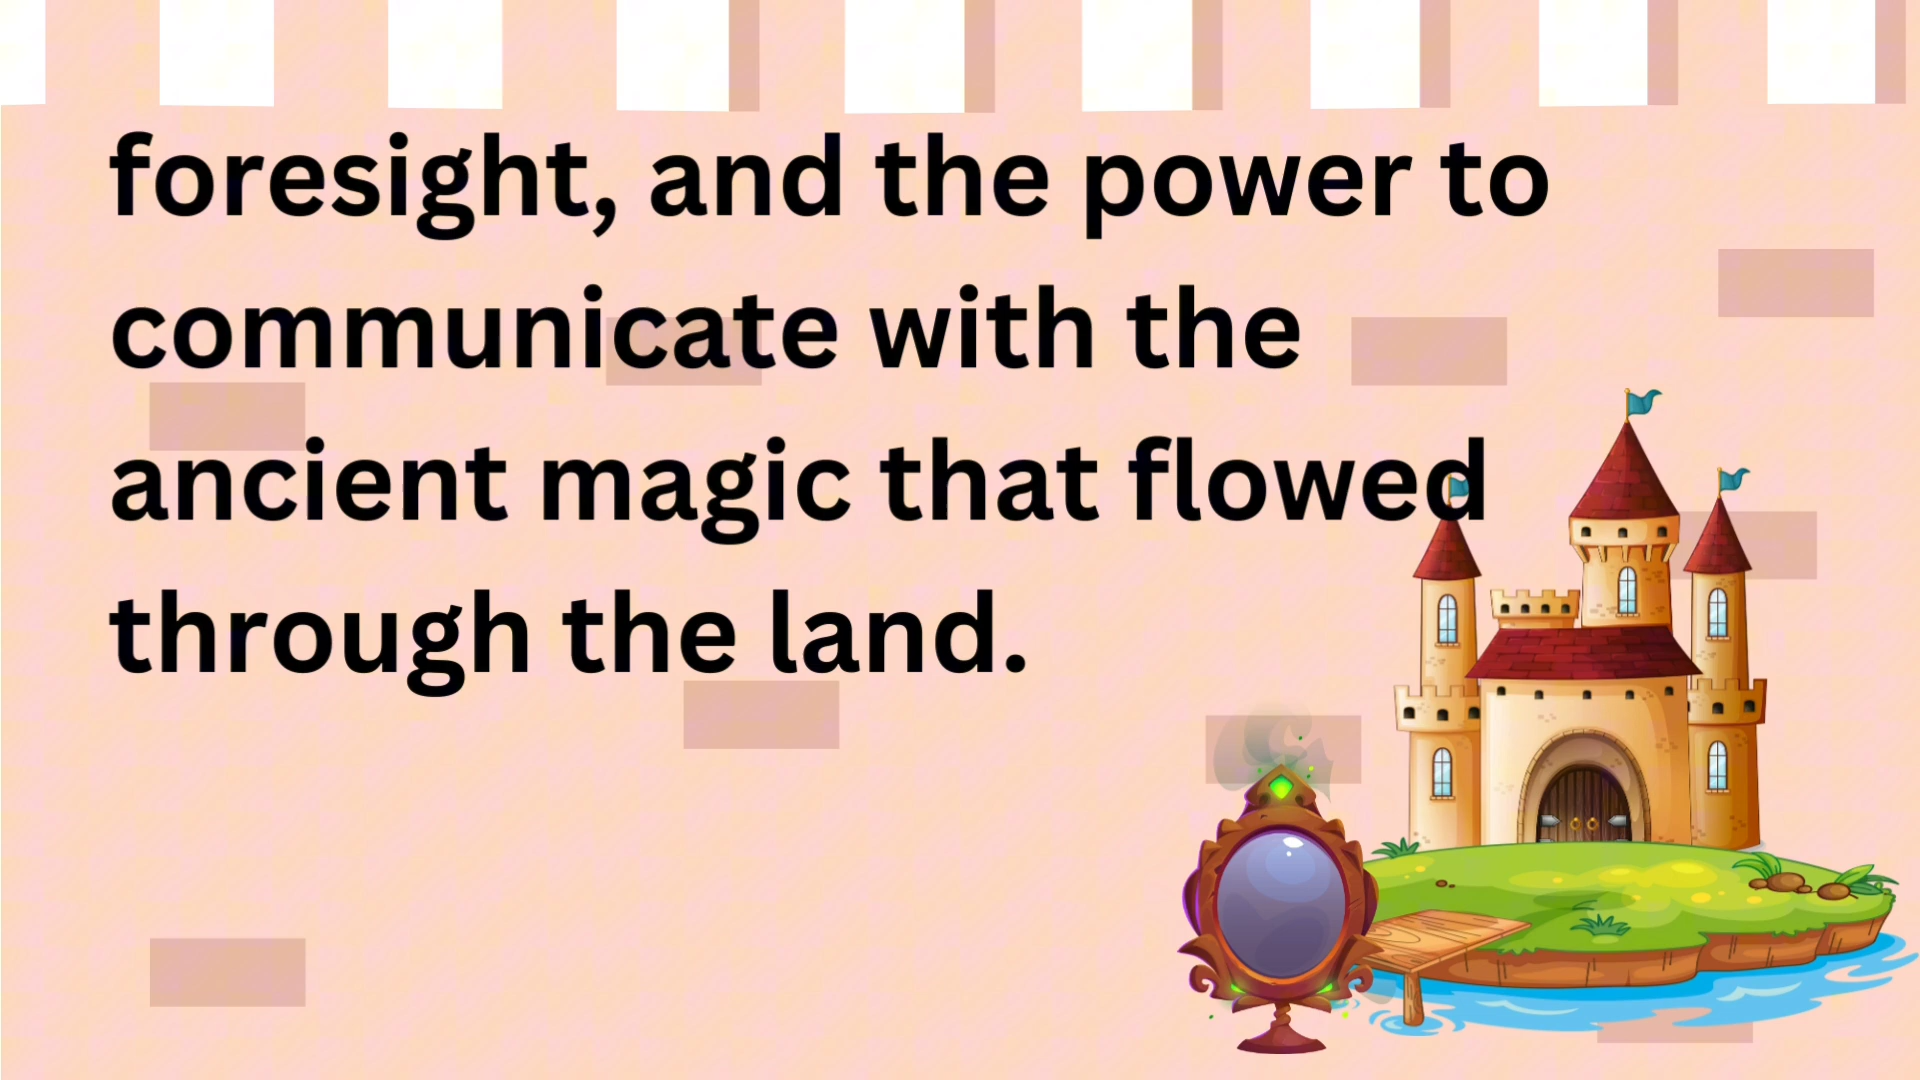 foresight, and the power to
communicate with the
ancient magic that flowed
through the land.